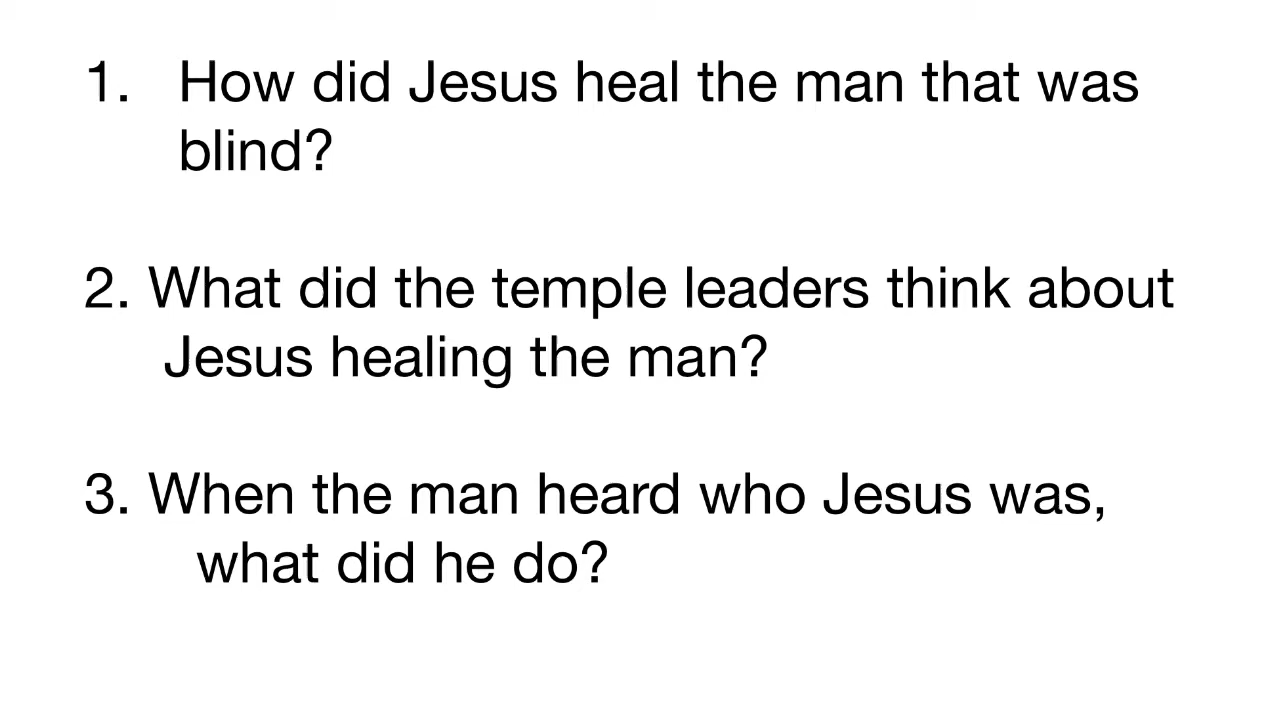 1. How did Jesus heal the man that was
blind?
2. What did the temple leaders think about
Jesus healing the man?
3. When the man heard who Jesus was,
what did he do?